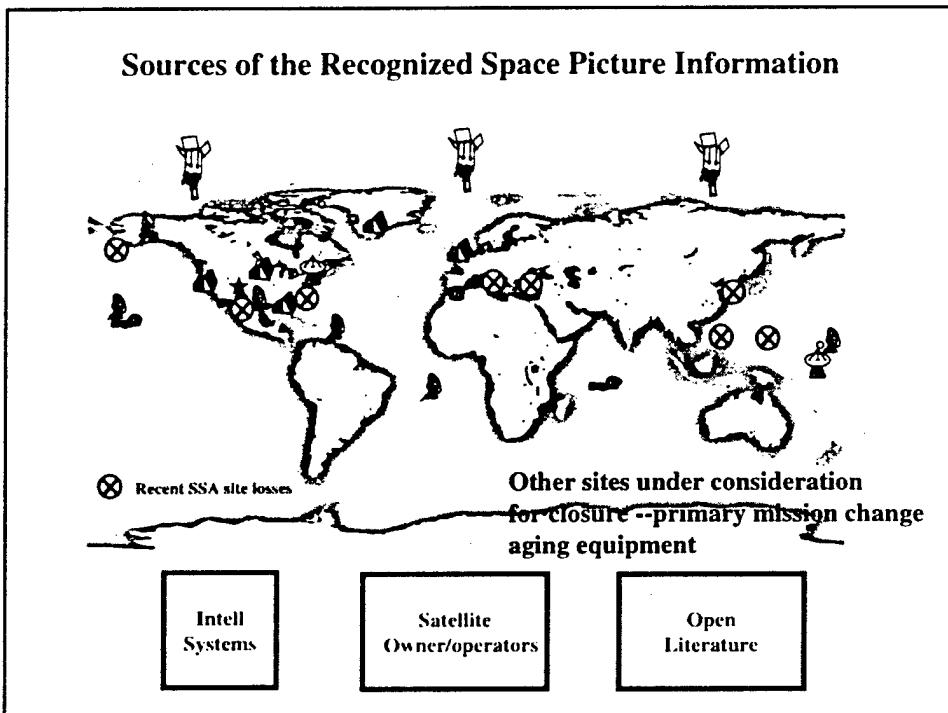 Sources of the Recognized Space Picture Information
Recent SSA site losses
Other sites under consideration
for closure --primary mission change
aging equipment
Intell
Systems
Satellite
Owner/operators
Open
Literature